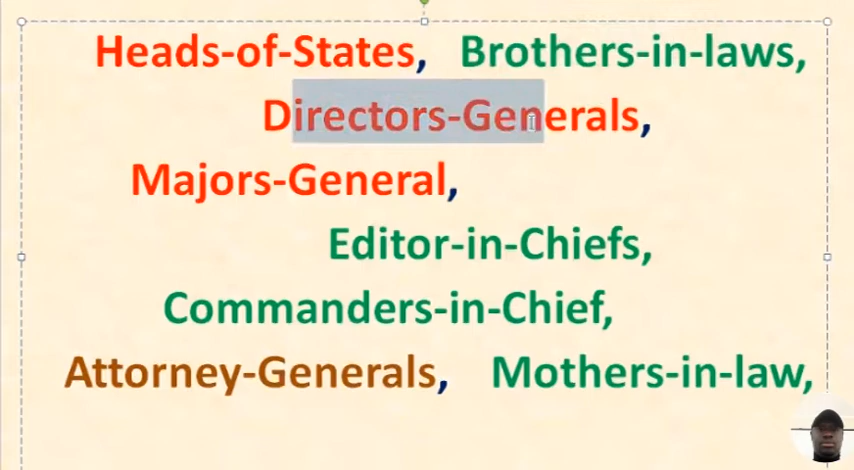 Heads-of-States, Brothers-in-laws,
Directors-Generals,
Majors-General,
Editor-in-Chiefs,
Commanders-in-Chief,
Attorney-Generals, Mothers-in-law,